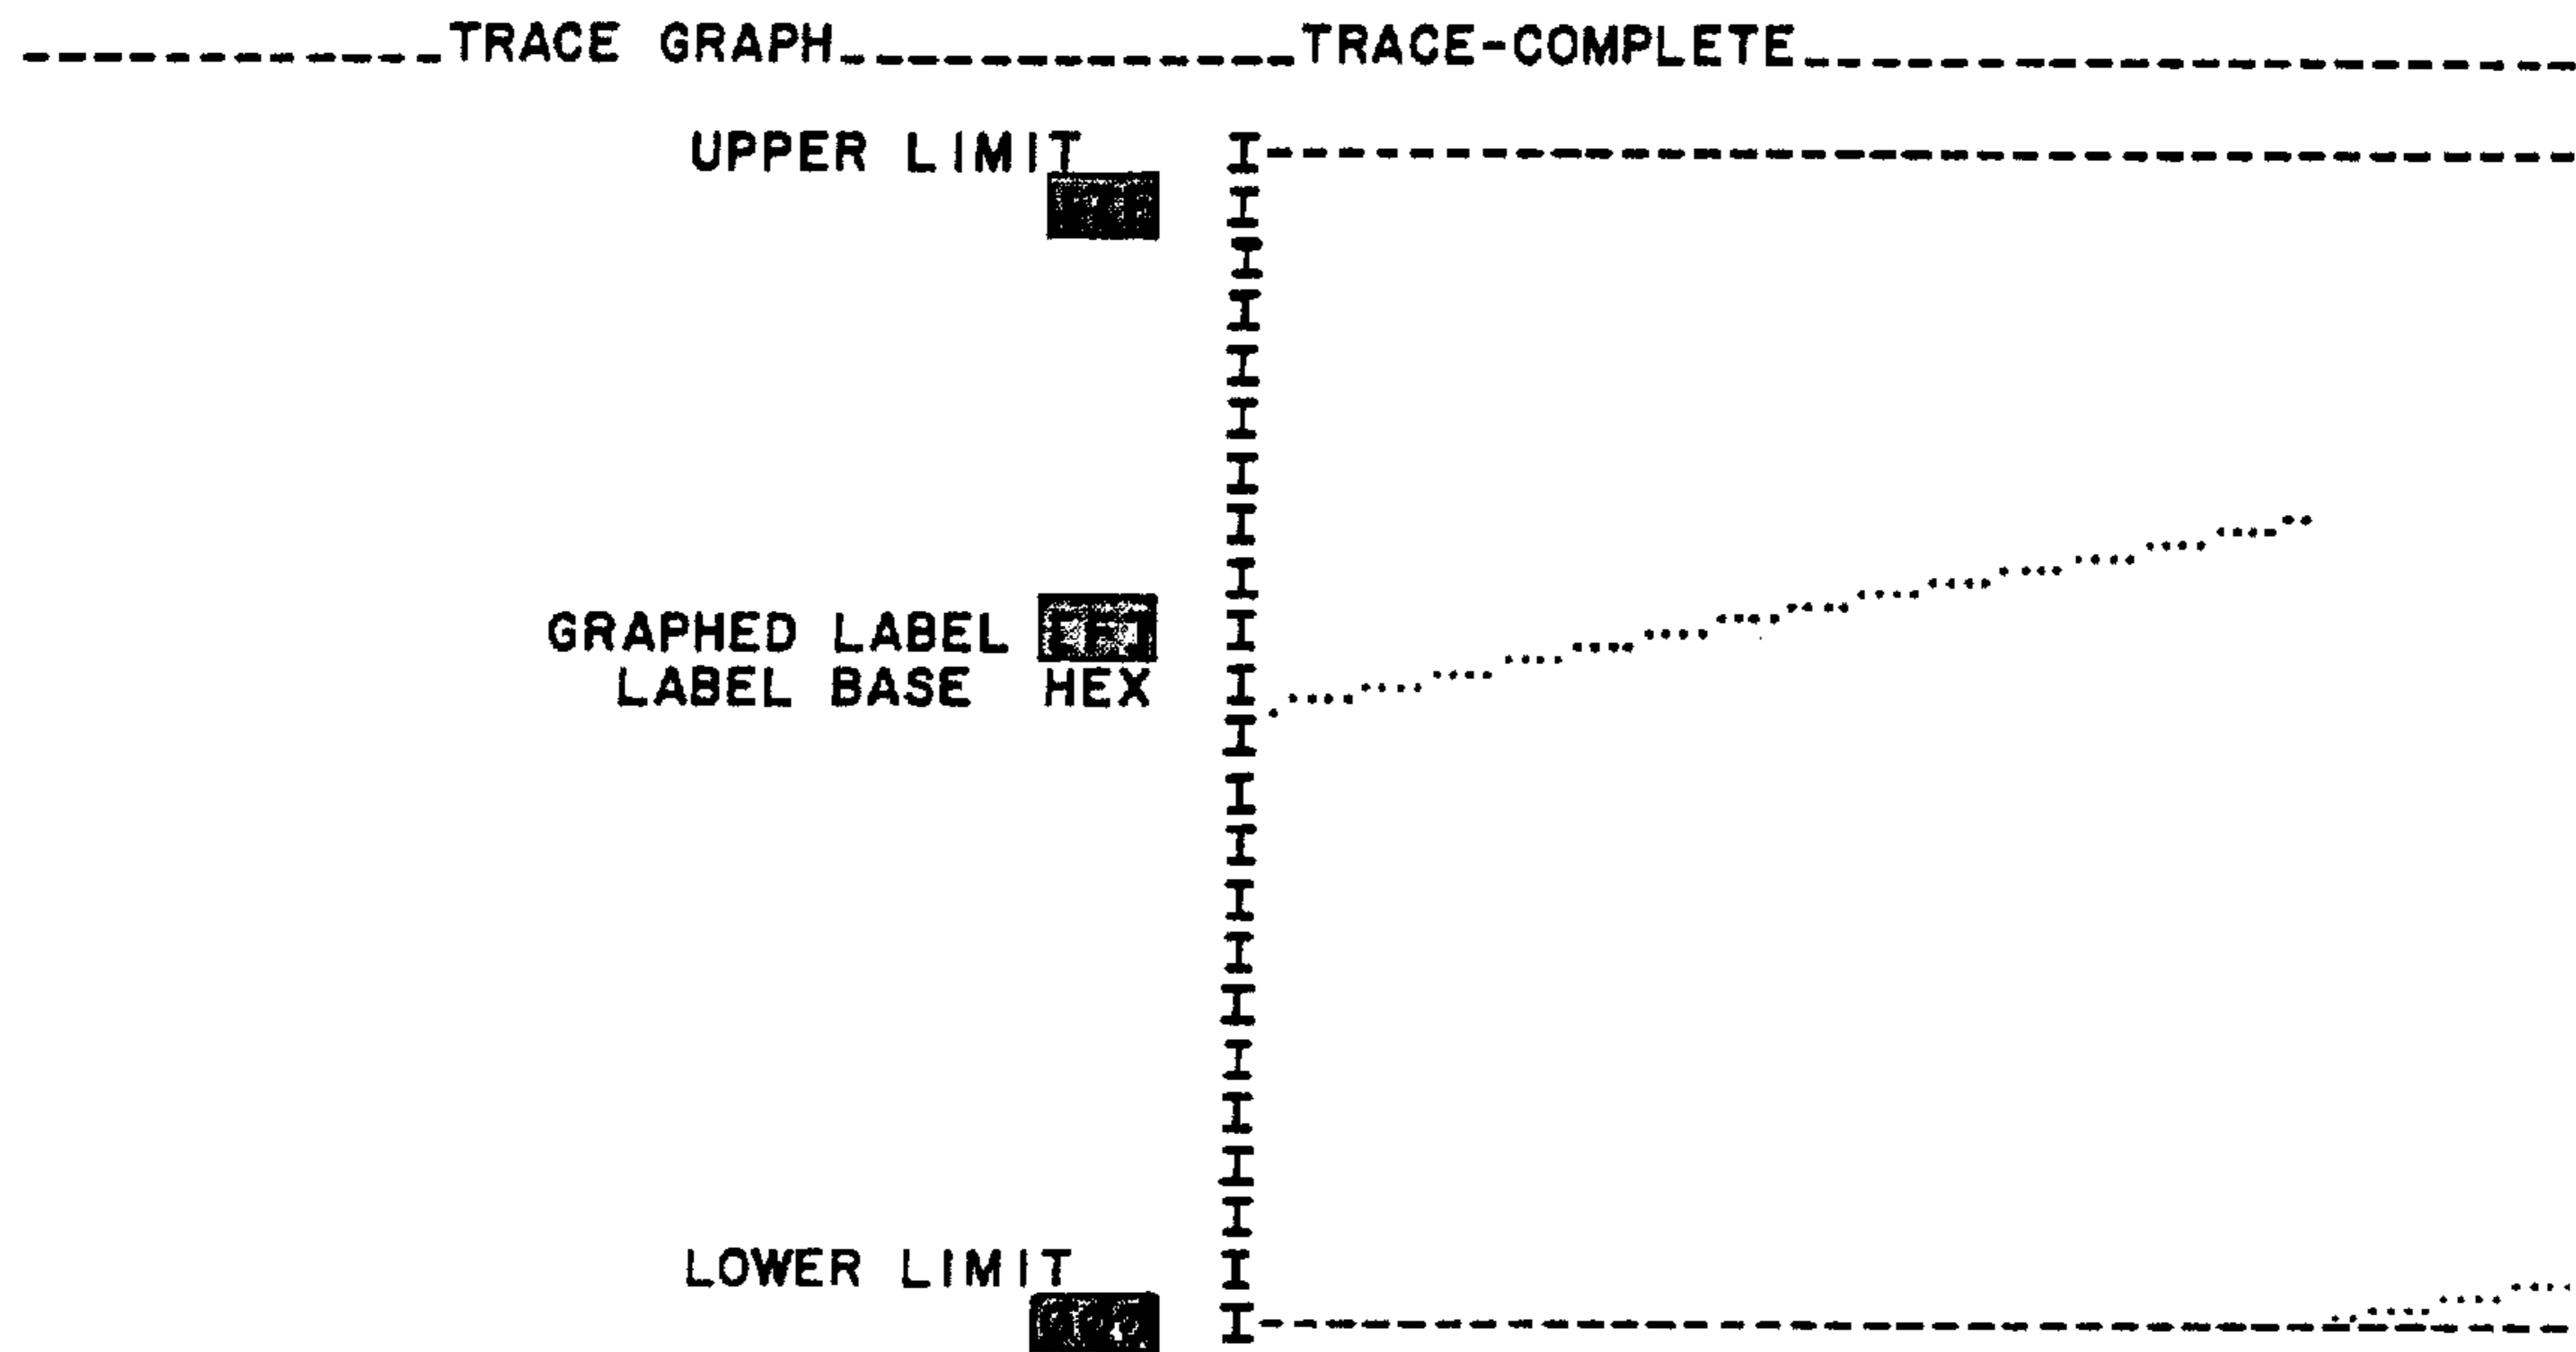 TRACE GRAPH TRACE-COMPLETE
UPPER LIMIT
GRAPHED LABEL
LABEL BASE HEX
LOWER LIMIT